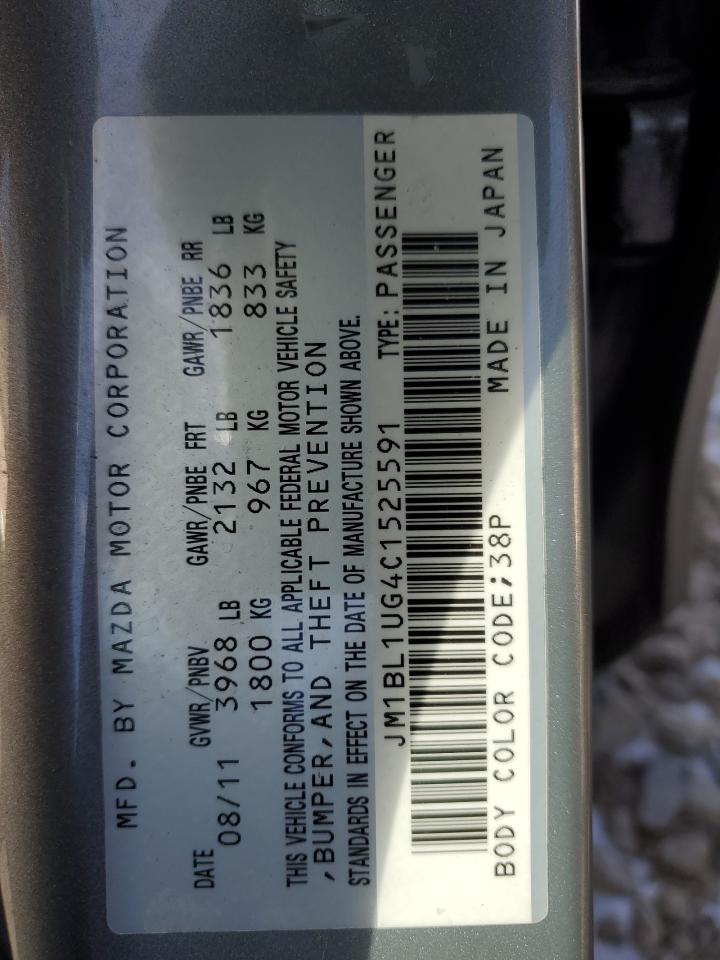 MFD. BY MAZDA MOTOR CORPORATION
DATE GVWR/PNBV GAWR/PNBE FRT GAWR/PNBE RR
08/11 3968 LB 2132 LB 1836 LB
1800 KG 967 KG 833 KG
THIS VEHICLE CONFORMS TO ALL APPLICABLE FEDERAL MOTOR VEHICLE SAFETY
,BUMPER,AND THEFT PREVENTION
STANDARDS IN EFFECT ON THE DATE OF MANUFACTURE SHOWN ABOVE.
JM1BL1UG4C1525591 TYPE: PASSENGER
BODY COLOR CODE;38P MADE IN JAPAN